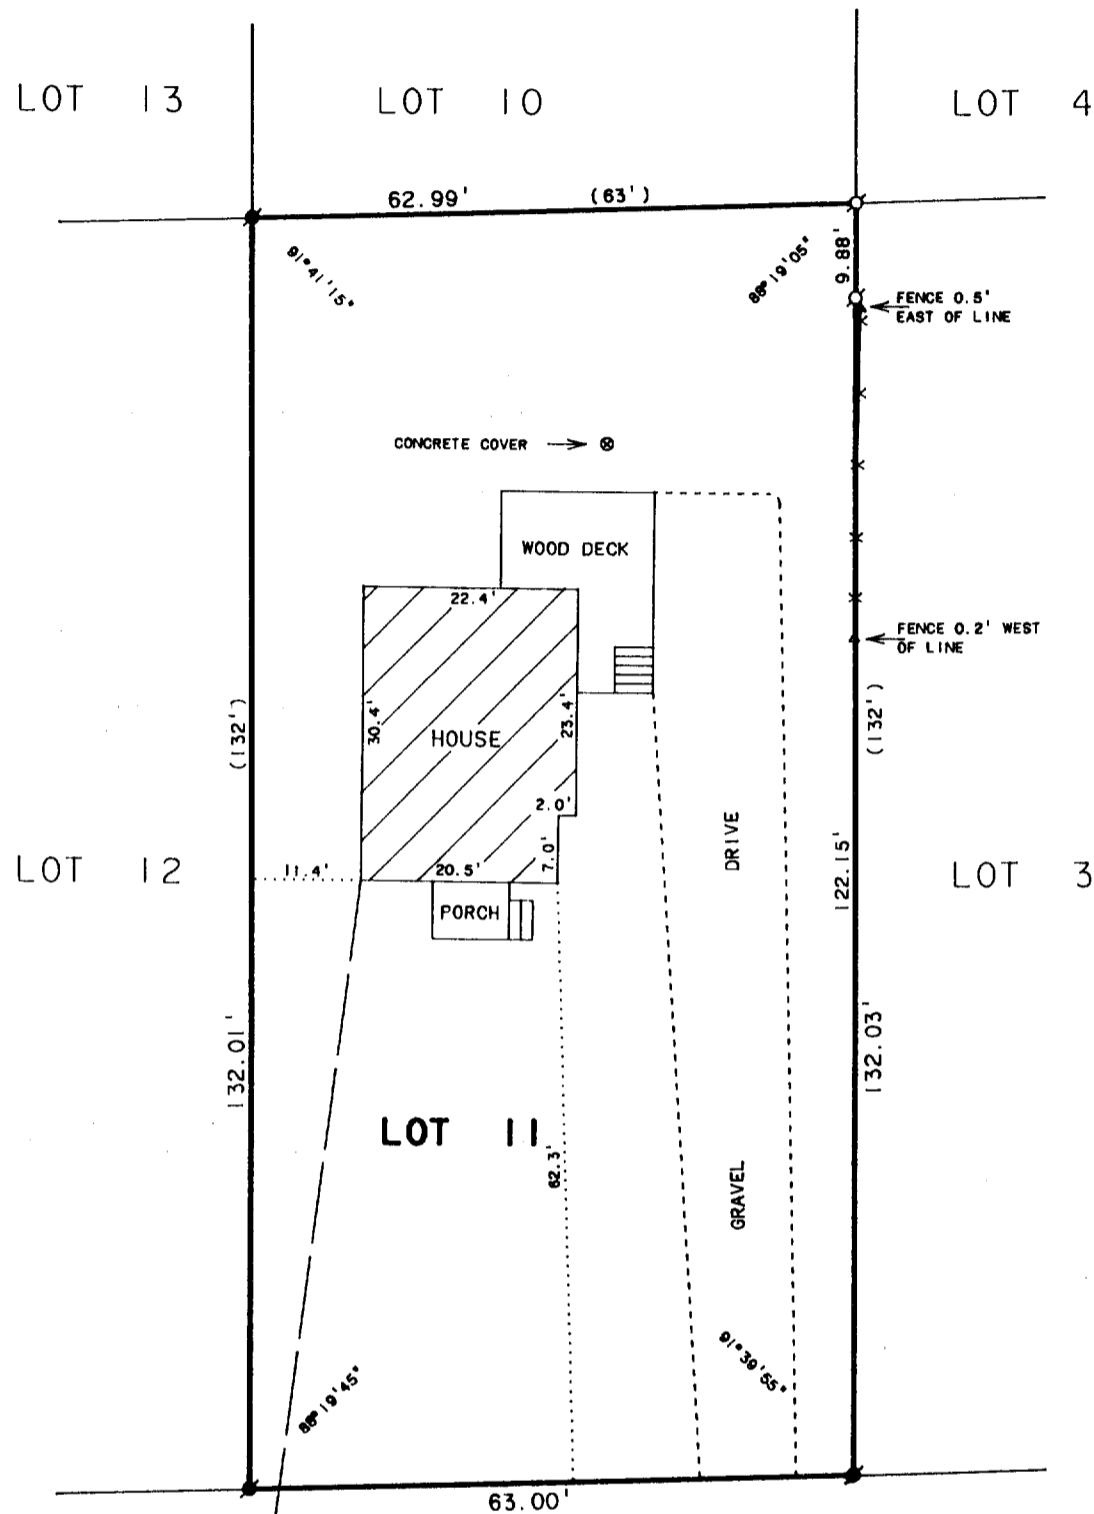 LOT 13
LOT 10
LOT 4
62.99'
(63')
91°41'15"
88°19'05"
9.88'
FENCE 0.5'
EAST OF LINE
CONCRETE COVER
WOOD DECK
22.4'
FENCE 0.2' WEST
OF LINE
(132')
30.4'
HOUSE
23.4'
(132')
2.0'
DRIVE
LOT 12
11.4'
20.5'
7.0'
122.15'
LOT 3
PORCH
132.01'
132.03'
LOT 11
62.3'
GRAVEL
88°19'45"
91°39'55"
63.00'